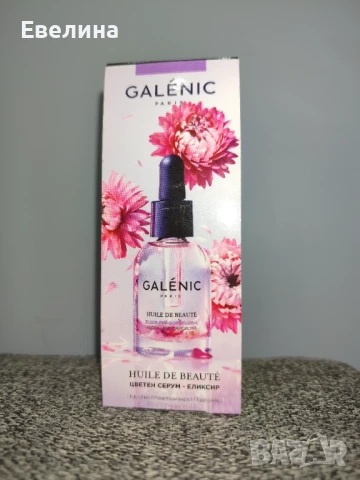 Евелина
GALÉNIC
PARIS
GALÉNIC
PARIS
HUILE DE BEAUTÉ
HUILE DE BEAUTÉ
ЦВЕТЕН СЕРУМ - ЕЛИКСИР
BAZAR